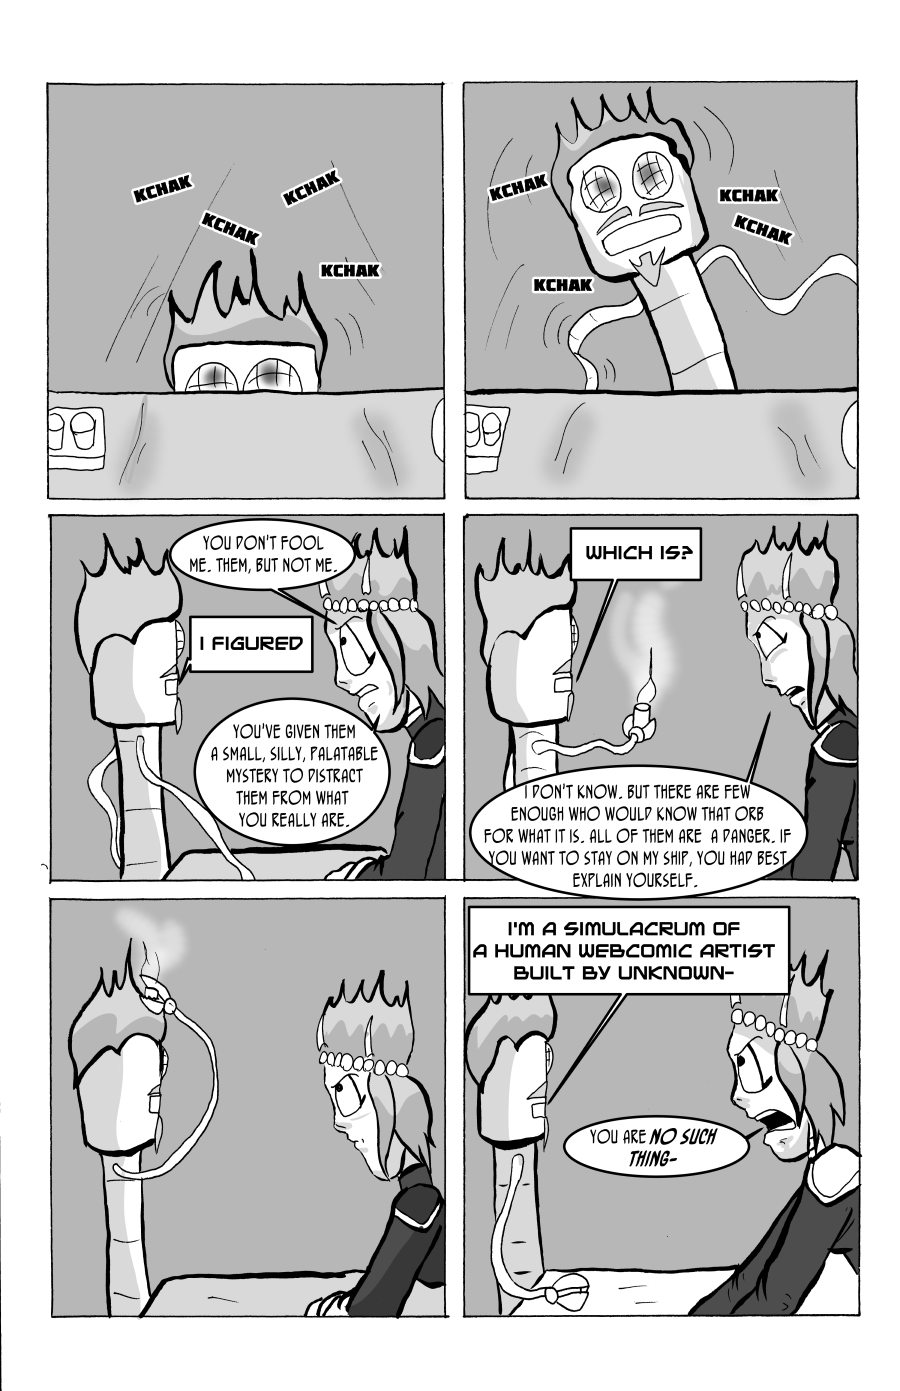 KCHAK
KCHAK
KCHAK
KCHAK
KCHAK
KCHAK
KCHAK
KCHAK
YOU DON'T FOOL
ME. THEM, BUT NOT ME.
I FIGURED
YOU'VE GIVEN THEM
A SMALL, SILLY, PALATABLE
MYSTERY TO DISTRACT
THEM FROM WHAT
YOU REALLY ARE.
WHICH IS?
I DON'T KNOW. BUT THERE ARE FEW
ENOUGH WHO WOULD KNOW THAT ORB
FOR WHAT IT IS. ALL OF THEM ARE A DANGER. IF
YOU WANT TO STAY ON MY SHIP, YOU HAD BEST
EXPLAIN YOURSELF.
I'M A SIMULACRUM OF
A HUMAN WEBCOMIC ARTIST
BUILT BY UNKNOWN-
YOU ARE NO SUCH
THING-